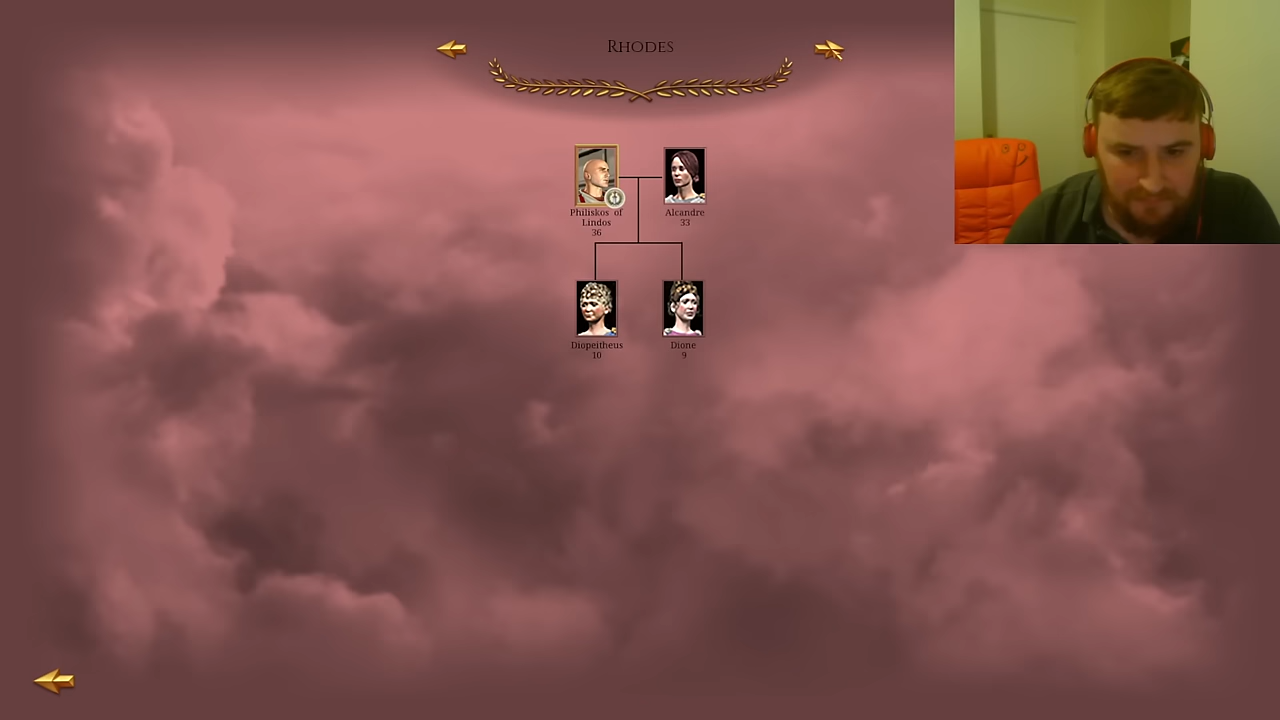 Rhodes
Philiskos of
Lindos
36
Alcandre
33
Diopeitheus
10
Dione
9